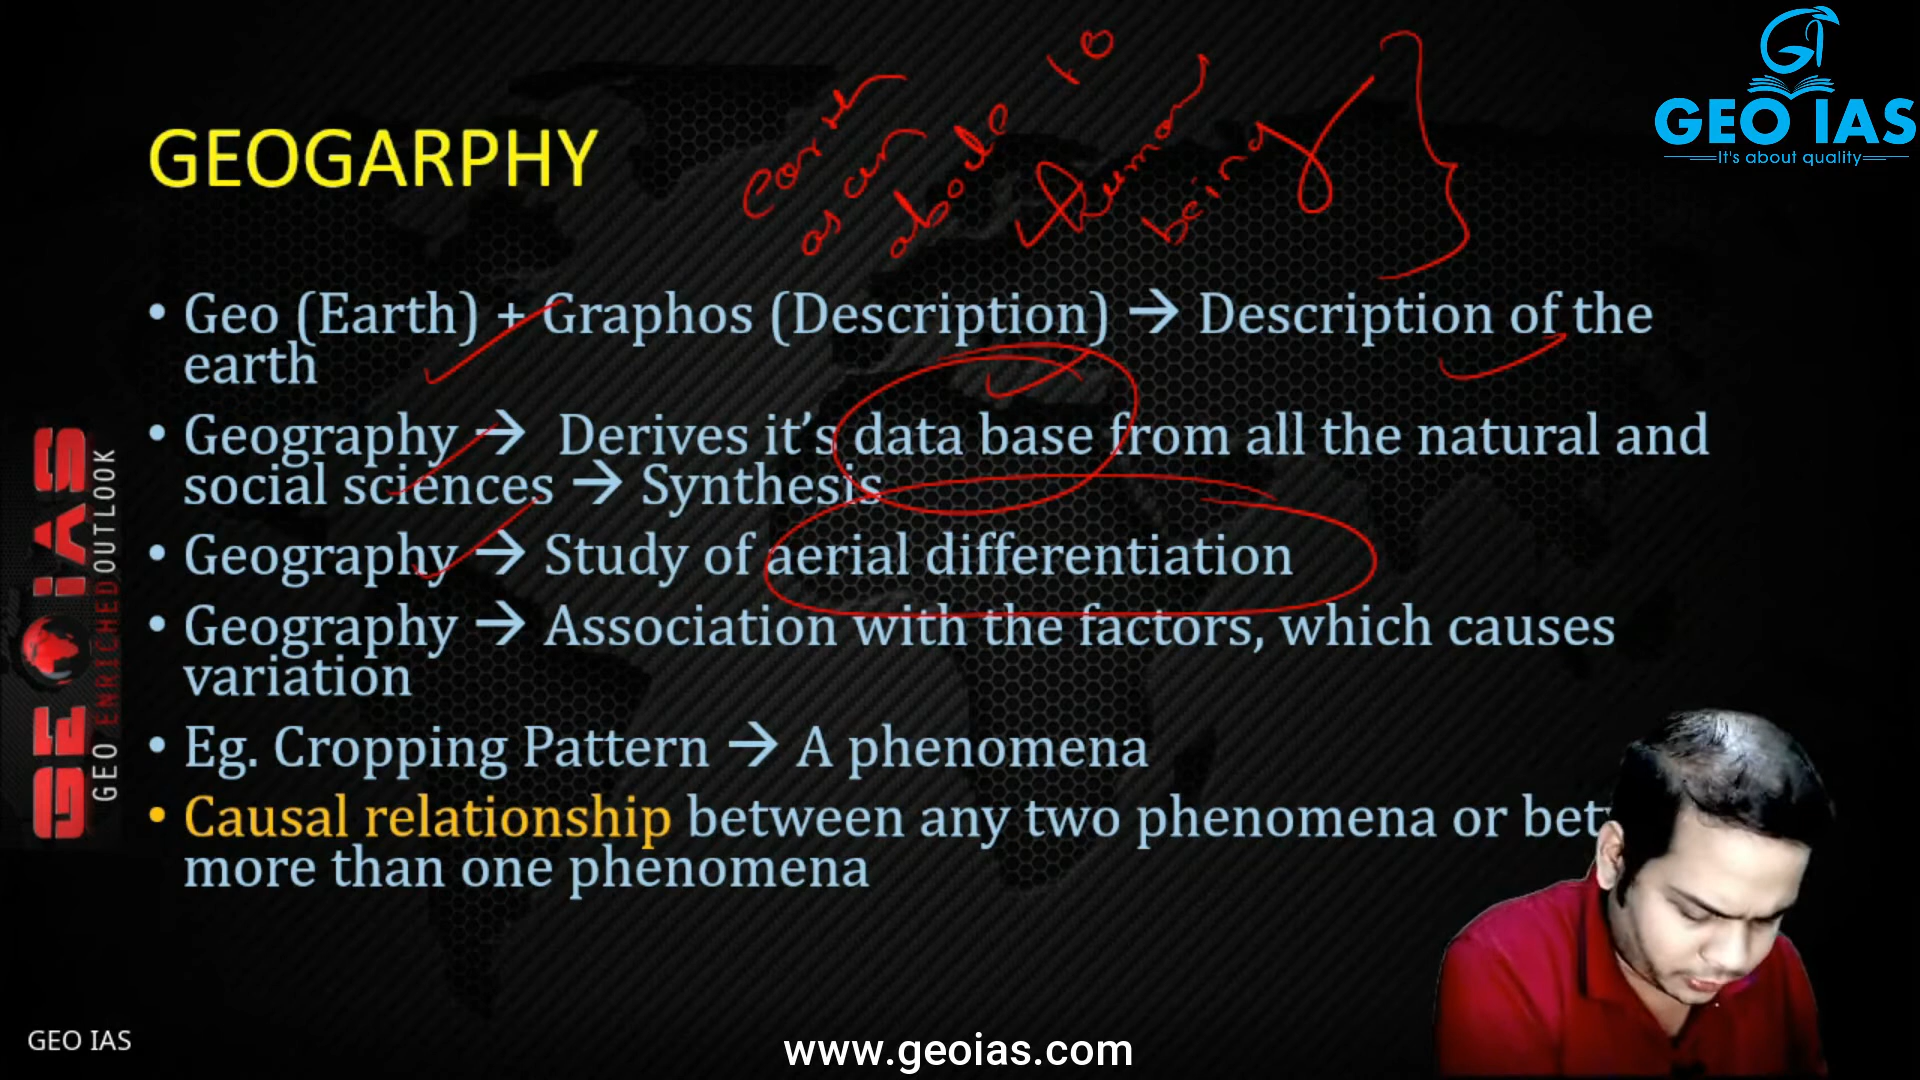 GEO IAS
It's about quality
earth
as an
abode to
human
being
GEOGARPHY
• Geo (Earth) + Graphos (Description) → Description of the
earth
• Geography → Derives it's data base from all the natural and
social sciences → Synthesis
• Geography → Study of aerial differentiation
• Geography → Association with the factors, which causes
variation
• Eg. Cropping Pattern → A phenomena
• Causal relationship between any two phenomena or bet
more than one phenomena
GEO IAS
GEO ENRICHED OUTLOOK
GEO IAS
www.geoias.com